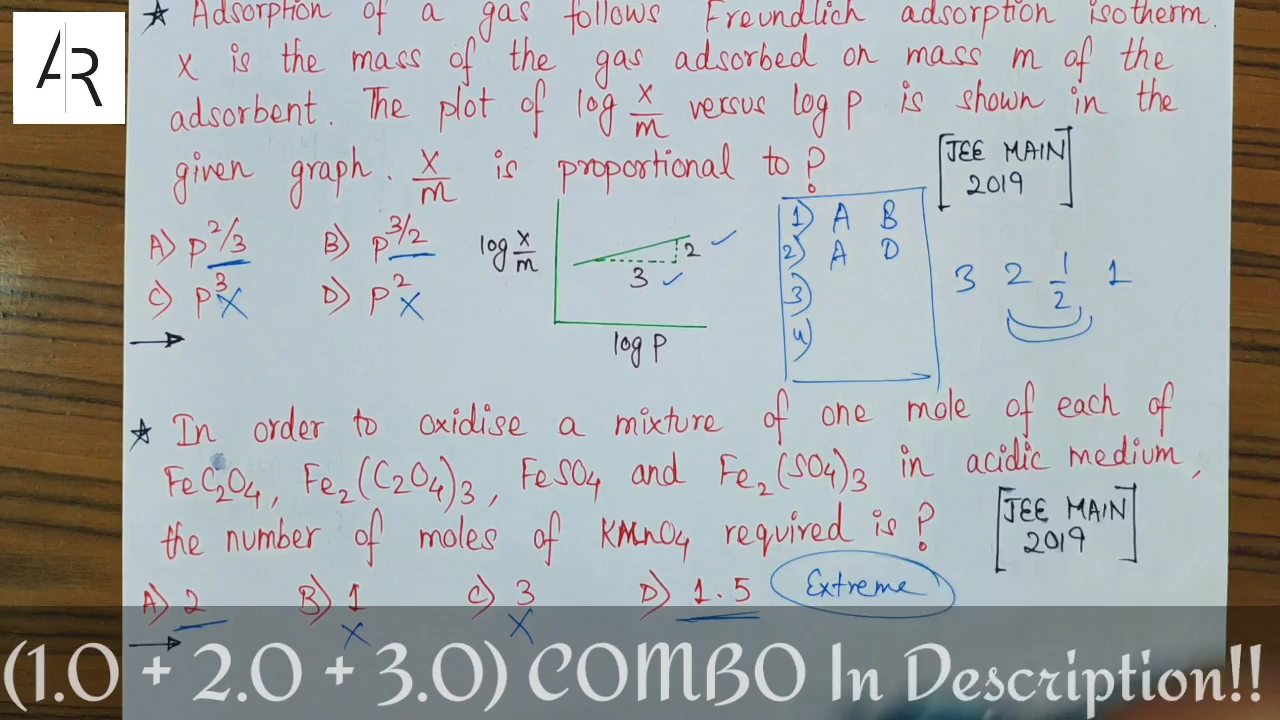 AR
★ Adsorption of a gas follows Freundlich adsorption isotherm.
x is the mass of the gas adsorbed on mass m of the
adsorbent. The plot of log x/m versus log p is shown in the
given graph. x/m is proportional to ?
[JEE MAIN
2019]
A) p^2/3 B) p^3/2
C) p^3 X D) p^2 X
log x/m
2 ✓
3 ✓
log P
1) A B
2) A D
3)
4)
3 2 1/2 1
★ In order to oxidise a mixture of one mole of each of
FeC2O4, Fe2(C2O4)3, FeSO4 and Fe2(SO4)3 in acidic medium,
the number of moles of KMnO4 required is ?
[JEE MAIN
2019]
A) 2 B) 1 C) 3 D) 1.5 Extreme
X X
(1.0 + 2.0 + 3.0) COMBO In Description!!